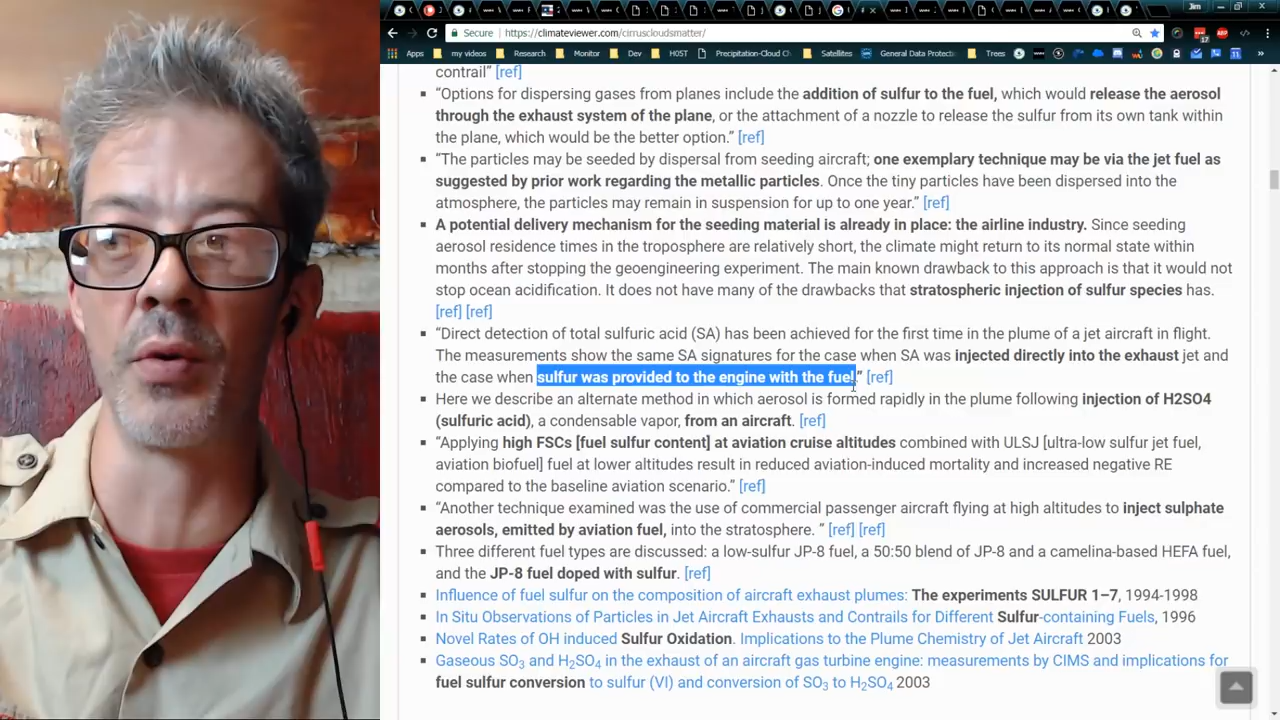 Jim
Secure
https://climateviewer.com/cirruscloudsmatter/
Apps my videos Research Monitor Dev H0ST Precipitation-Cloud Ch Satellites General Data Protecti Trees
contrail” [ref]
“Options for dispersing gases from planes include the addition of sulfur to the fuel, which would release the aerosol
through the exhaust system of the plane, or the attachment of a nozzle to release the sulfur from its own tank within
the plane, which would be the better option.” [ref]
“The particles may be seeded by dispersal from seeding aircraft; one exemplary technique may be via the jet fuel as
suggested by prior work regarding the metallic particles. Once the tiny particles have been dispersed into the
atmosphere, the particles may remain in suspension for up to one year.” [ref]
A potential delivery mechanism for the seeding material is already in place: the airline industry. Since seeding
aerosol residence times in the troposphere are relatively short, the climate might return to its normal state within
months after stopping the geoengineering experiment. The main known drawback to this approach is that it would not
stop ocean acidification. It does not have many of the drawbacks that stratospheric injection of sulfur species has.
[ref] [ref]
“Direct detection of total sulfuric acid (SA) has been achieved for the first time in the plume of a jet aircraft in flight.
The measurements show the same SA signatures for the case when SA was injected directly into the exhaust jet and
the case when sulfur was provided to the engine with the fuel.” [ref]
Here we describe an alternate method in which aerosol is formed rapidly in the plume following injection of H2SO4
(sulfuric acid), a condensable vapor, from an aircraft. [ref]
“Applying high FSCs [fuel sulfur content] at aviation cruise altitudes combined with ULSJ [ultra-low sulfur jet fuel,
aviation biofuel] fuel at lower altitudes result in reduced aviation-induced mortality and increased negative RE
compared to the baseline aviation scenario.” [ref]
“Another technique examined was the use of commercial passenger aircraft flying at high altitudes to inject sulphate
aerosols, emitted by aviation fuel, into the stratosphere. ” [ref] [ref]
Three different fuel types are discussed: a low-sulfur JP-8 fuel, a 50:50 blend of JP-8 and a camelina-based HEFA fuel,
and the JP-8 fuel doped with sulfur. [ref]
Influence of fuel sulfur on the composition of aircraft exhaust plumes: The experiments SULFUR 1–7, 1994-1998
In Situ Observations of Particles in Jet Aircraft Exhausts and Contrails for Different Sulfur-containing Fuels, 1996
Novel Rates of OH induced Sulfur Oxidation. Implications to the Plume Chemistry of Jet Aircraft 2003
Gaseous SO3 and H2SO4 in the exhaust of an aircraft gas turbine engine: measurements by CIMS and implications for
fuel sulfur conversion to sulfur (VI) and conversion of SO3 to H2SO4 2003